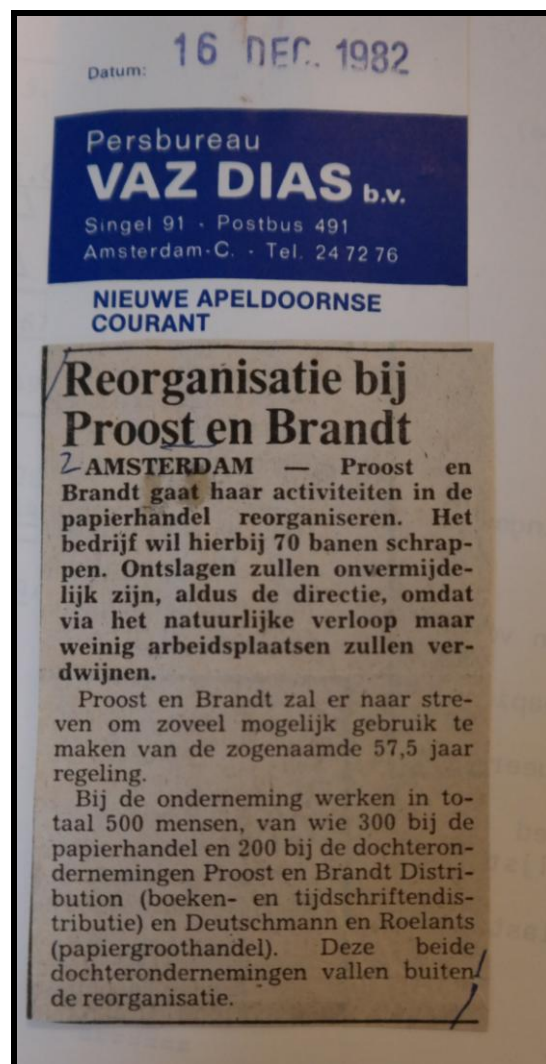 Datum: 16 DEC. 1982
Persbureau
VAZ DIAS b.v.
Singel 91 - Postbus 491
Amsterdam-C. - Tel. 24 72 76
NIEUWE APELDOORNSE
COURANT
Reorganisatie bij
Proost en Brandt
2 AMSTERDAM — Proost en
Brandt gaat haar activiteiten in de
papierhandel reorganiseren. Het
bedrijf wil hierbij 70 banen schrap-
pen. Ontslagen zullen onvermijde-
lijk zijn, aldus de directie, omdat
via het natuurlijke verloop maar
weinig arbeidsplaatsen zullen ver-
dwijnen.
Proost en Brandt zal er naar stre-
ven om zoveel mogelijk gebruik te
maken van de zogenaamde 57,5 jaar
regeling.
Bij de onderneming werken in to-
taal 500 mensen, van wie 300 bij de
papierhandel en 200 bij de dochteron-
dernemingen Proost en Brandt Distri-
bution (boeken- en tijdschriftendis-
tributie) en Deutschmann en Roelants
(papiergroothandel). Deze beide
dochterondernemingen vallen buiten
de reorganisatie.